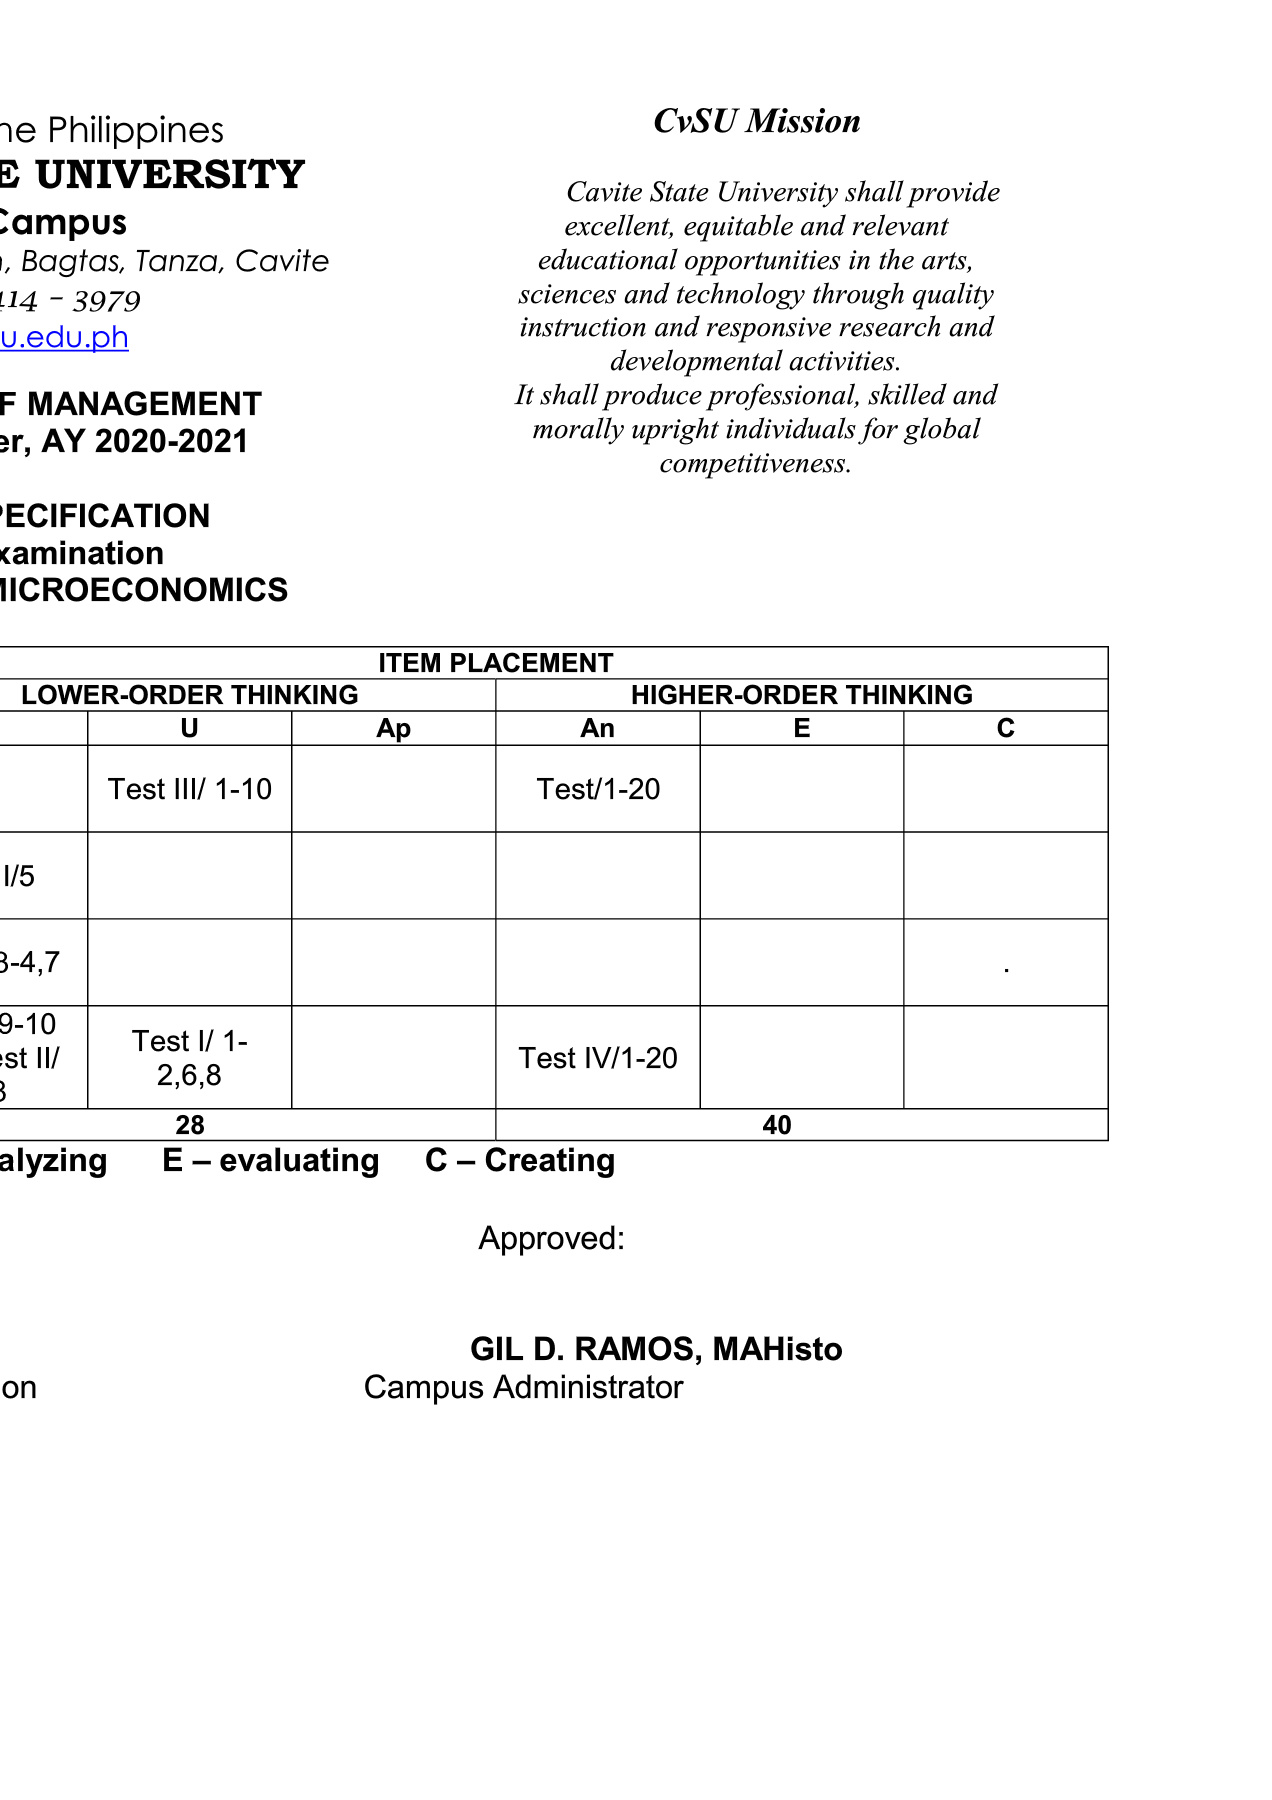 he Philippines
E UNIVERSITY
Campus
, Bagtas, Tanza, Cavite
414 – 3979
u.edu.ph
F MANAGEMENT
er, AY 2020-2021
PECIFICATION
xamination
MICROECONOMICS
CvSU Mission
Cavite State University shall provide
excellent, equitable and relevant
educational opportunities in the arts,
sciences and technology through quality
instruction and responsive research and
developmental activities.
It shall produce professional, skilled and
morally upright individuals for global
competitiveness.
ITEM PLACEMENT
LOWER-ORDER THINKING HIGHER-ORDER THINKING
U Ap An E C
Test III/ 1-10 Test/1-20
I/5
3-4,7 .
9-10
est II/
3
Test I/ 1-
2,6,8
Test IV/1-20
28 40
alyzing E – evaluating C – Creating
Approved:
GIL D. RAMOS, MAHisto
on Campus Administrator